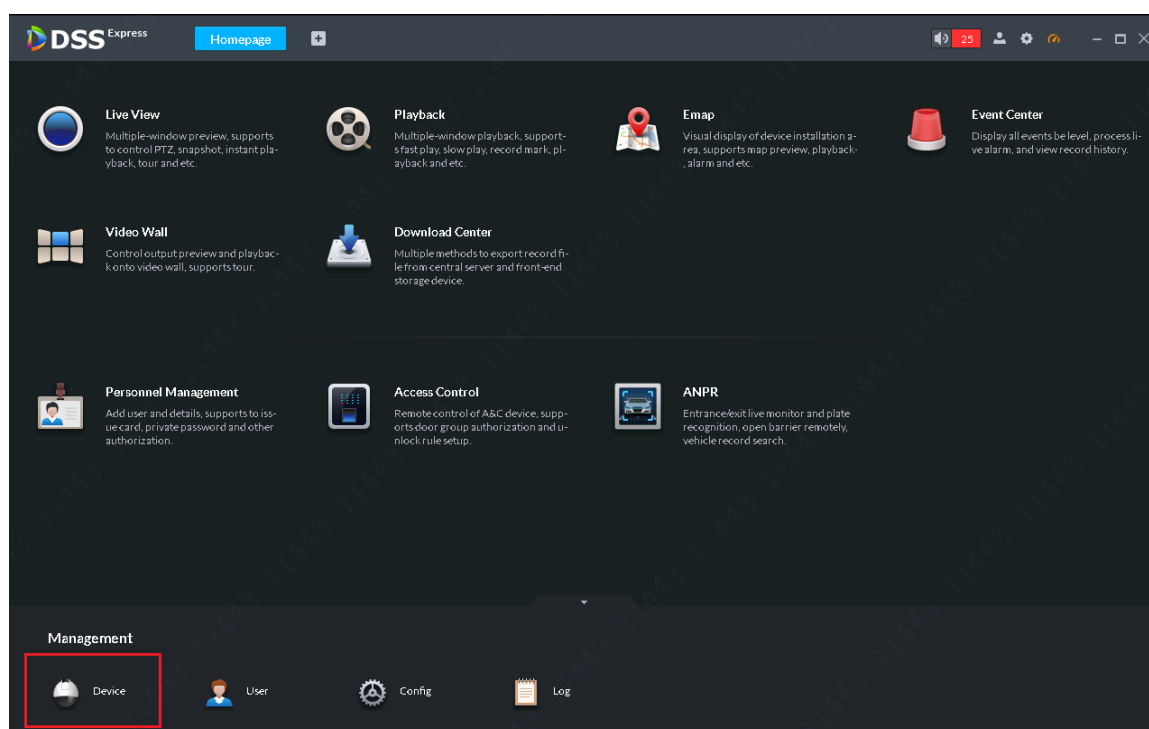 DSS Express
Homepage
25
Live View
Multiple-window preview, supports
to control PTZ, snapshot, instant pla-
yback, tour and etc.
Playback
Multiple-window playback, support-
s fast play, slow play, record mark, pl-
ayback and etc.
Emap
Visual display of device installation a-
rea, supports map preview, playback-
, alarm and etc.
Event Center
Display all events be level, process li-
ve alarm, and view record history.
Video Wall
Control output preview and playbac-
k onto video wall, supports tour.
Download Center
Multiple methods to export record fi-
le from central server and front-end
storage device.
Personnel Management
Add user and details, supports to iss-
ue card, private password and other
authorization.
Access Control
Remote control of A&C device, supp-
orts door group authorization and u-
nlock rule setup.
ANPR
Entrance/exit live monitor and plate
recognition, open barrier remotely,
vehicle record search.
Management
Device
User
Config
Log